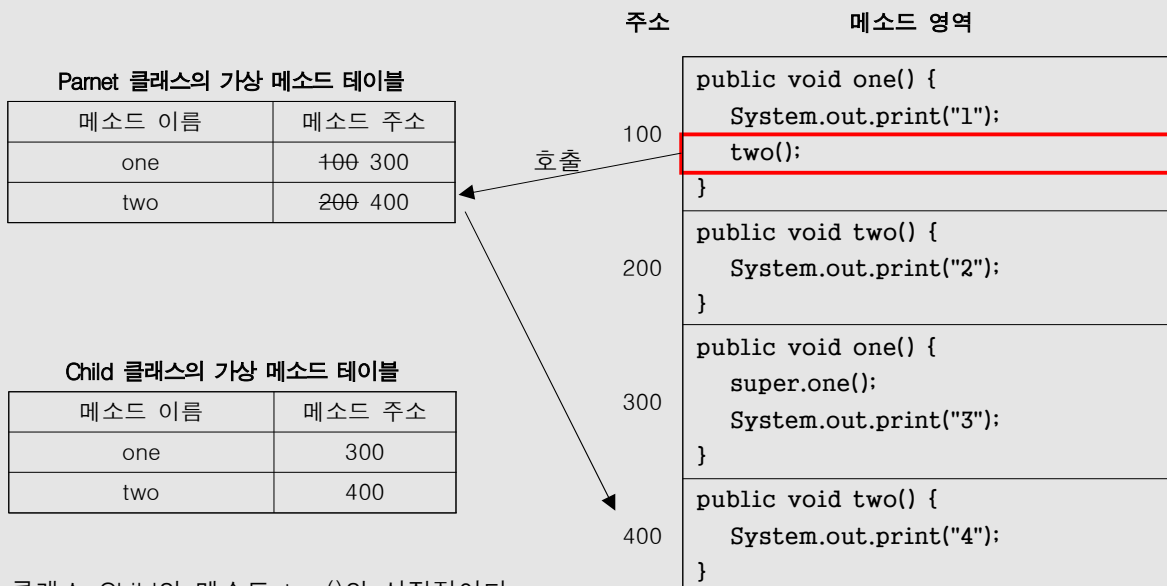 주소
메소드 영역
Parnet 클래스의 가상 메소드 테이블
메소드 이름 메소드 주소
one 100 300
two 200 400
호출
100
public void one() {
System.out.print("1");
two();
}
200
public void two() {
System.out.print("2");
}
Child 클래스의 가상 메소드 테이블
메소드 이름 메소드 주소
one 300
two 400
300
public void one() {
super.one();
System.out.print("3");
}
400
public void two() {
System.out.print("4");
}